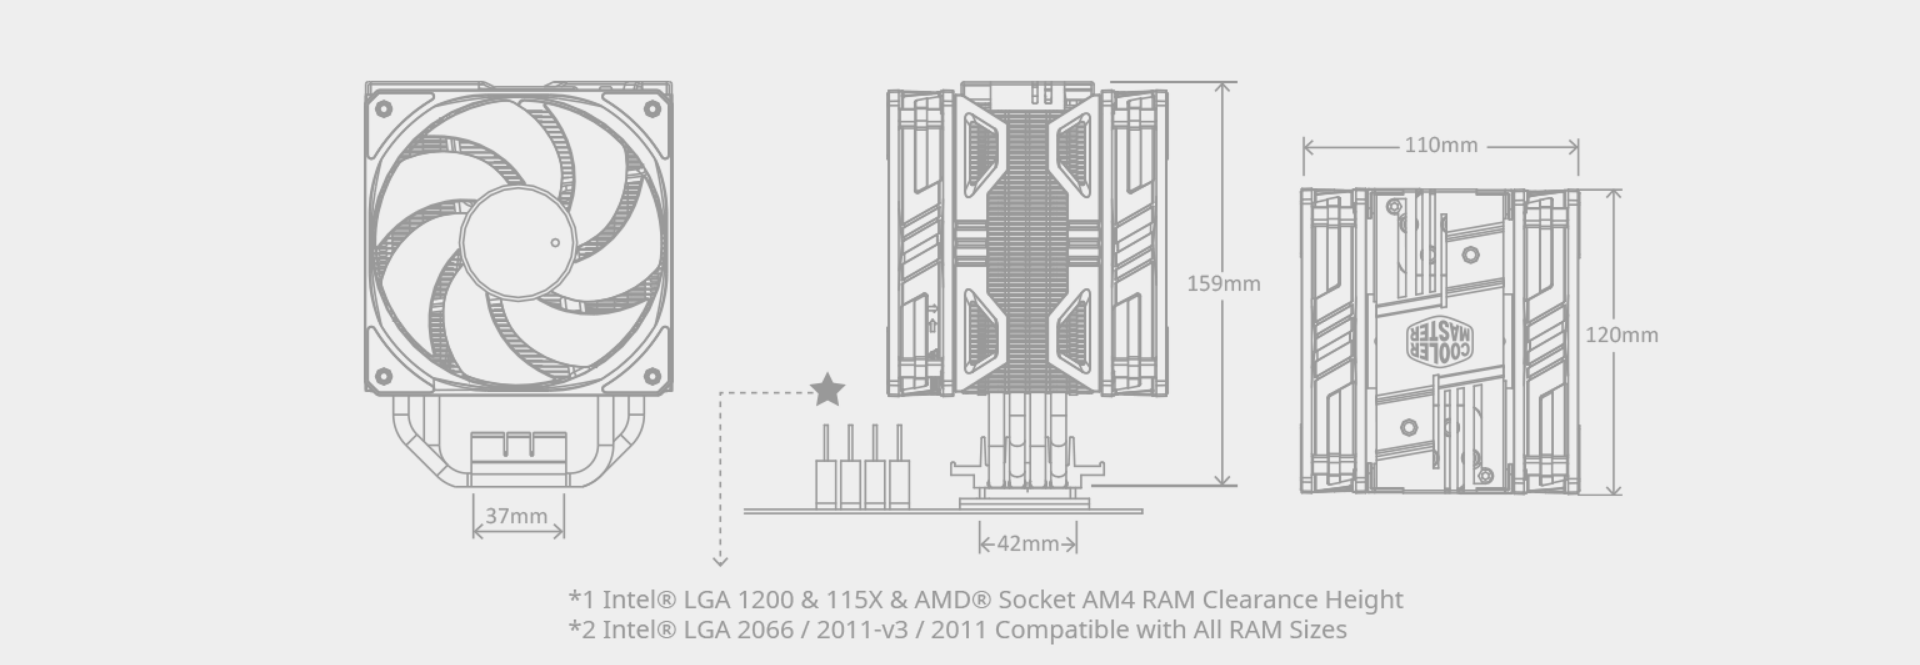 110mm
159mm
COOLER
MASTER
120mm
37mm
42mm
*1 Intel® LGA 1200 & 115X & AMD® Socket AM4 RAM Clearance Height
*2 Intel® LGA 2066 / 2011-v3 / 2011 Compatible with All RAM Sizes